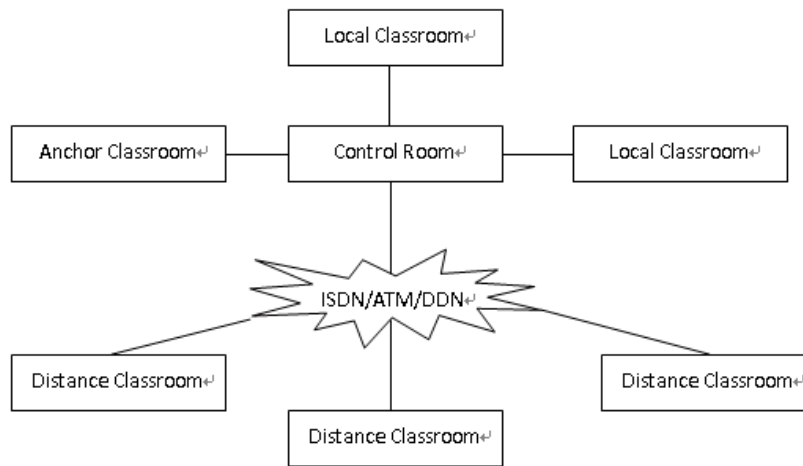 Local Classroom↵
Anchor Classroom↵
Control Room↵
Local Classroom↵
ISDN/ATM/DDN↵
Distance Classroom↵
Distance Classroom↵
Distance Classroom↵